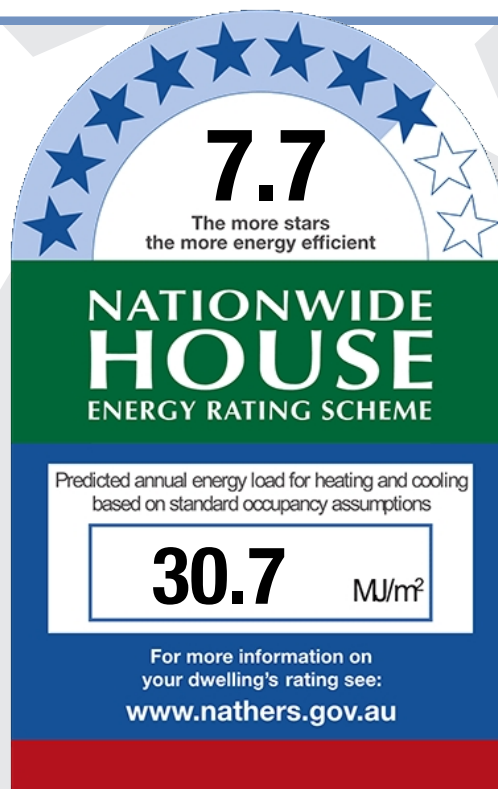 7.7
The more stars
the more energy efficient
NATIONWIDE
HOUSE
ENERGY RATING SCHEME
Predicted annual energy load for heating and cooling
based on standard occupancy assumptions
30.7 MJ/m²
For more information on
your dwelling's rating see:
www.nathers.gov.au